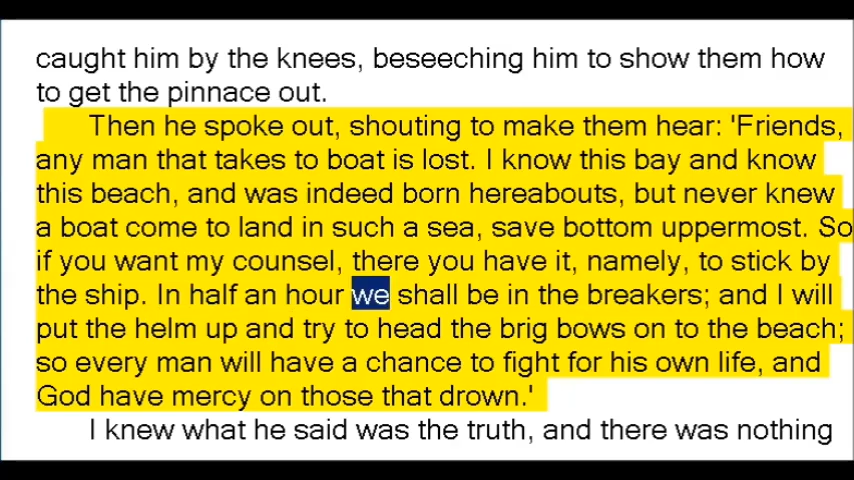 caught him by the knees, beseeching him to show them how
to get the pinnace out.
Then he spoke out, shouting to make them hear: 'Friends,
any man that takes to boat is lost. I know this bay and know
this beach, and was indeed born hereabouts, but never knew
a boat come to land in such a sea, save bottom uppermost. So
if you want my counsel, there you have it, namely, to stick by
the ship. In half an hour we shall be in the breakers; and I will
put the helm up and try to head the brig bows on to the beach;
so every man will have a chance to fight for his own life, and
God have mercy on those that drown.'
I knew what he said was the truth, and there was nothing